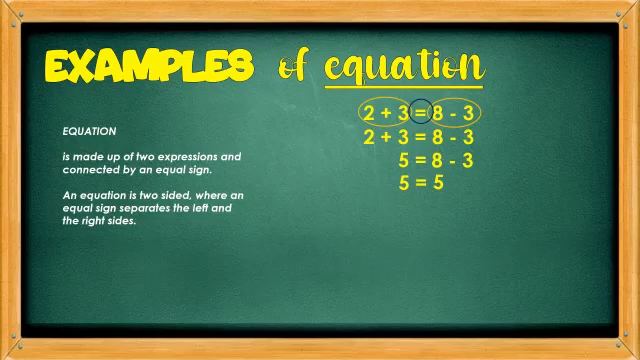 EXAMPLES of equation
EQUATION
is made up of two expressions and
connected by an equal sign.
An equation is two sided, where an
equal sign separates the left and
the right sides.
2 + 3 = 8 - 3
2 + 3 = 8 - 3
5 = 8 - 3
5 = 5